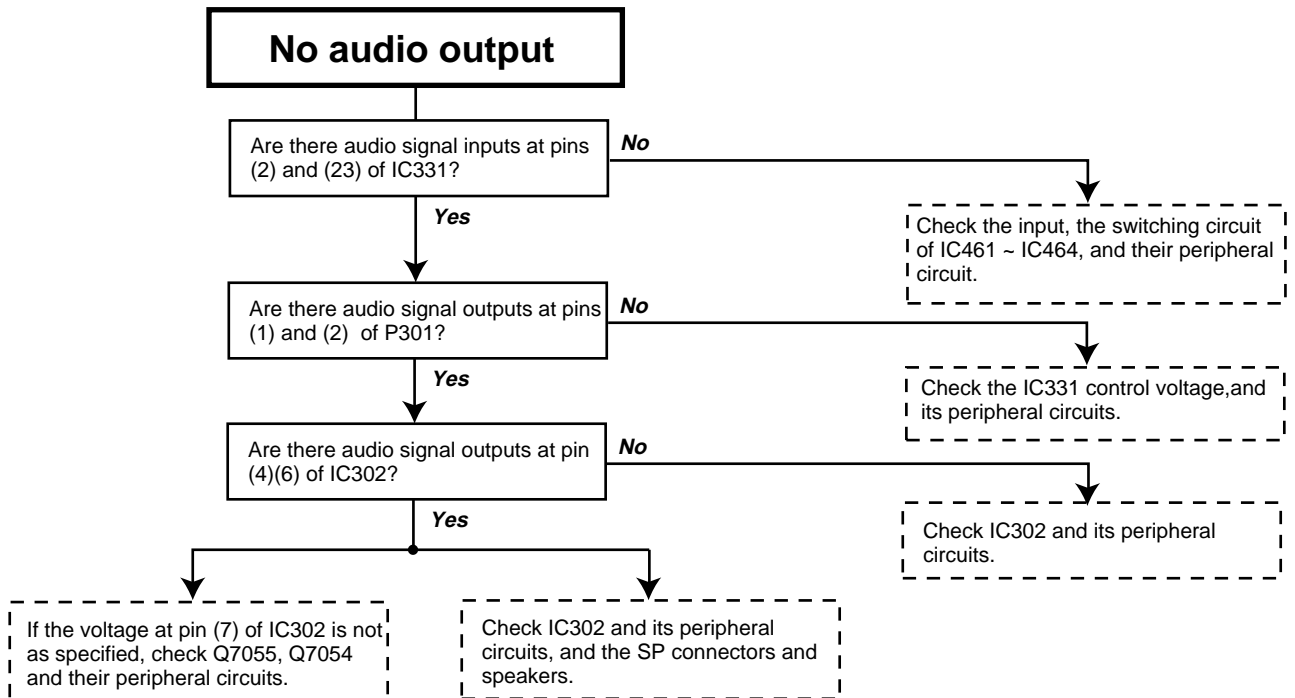 No audio output
Are there audio signal inputs at pins
(2) and (23) of IC331?
No
Yes
Check the input, the switching circuit
of IC461 ~ IC464, and their peripheral
circuit.
Are there audio signal outputs at pins
(1) and (2) of P301?
No
Yes
Check the IC331 control voltage,and
its peripheral circuits.
Are there audio signal outputs at pin
(4)(6) of IC302?
No
Yes
Check IC302 and its peripheral
circuits.
If the voltage at pin (7) of IC302 is not
as specified, check Q7055, Q7054
and their peripheral circuits.
Check IC302 and its peripheral
circuits, and the SP connectors and
speakers.